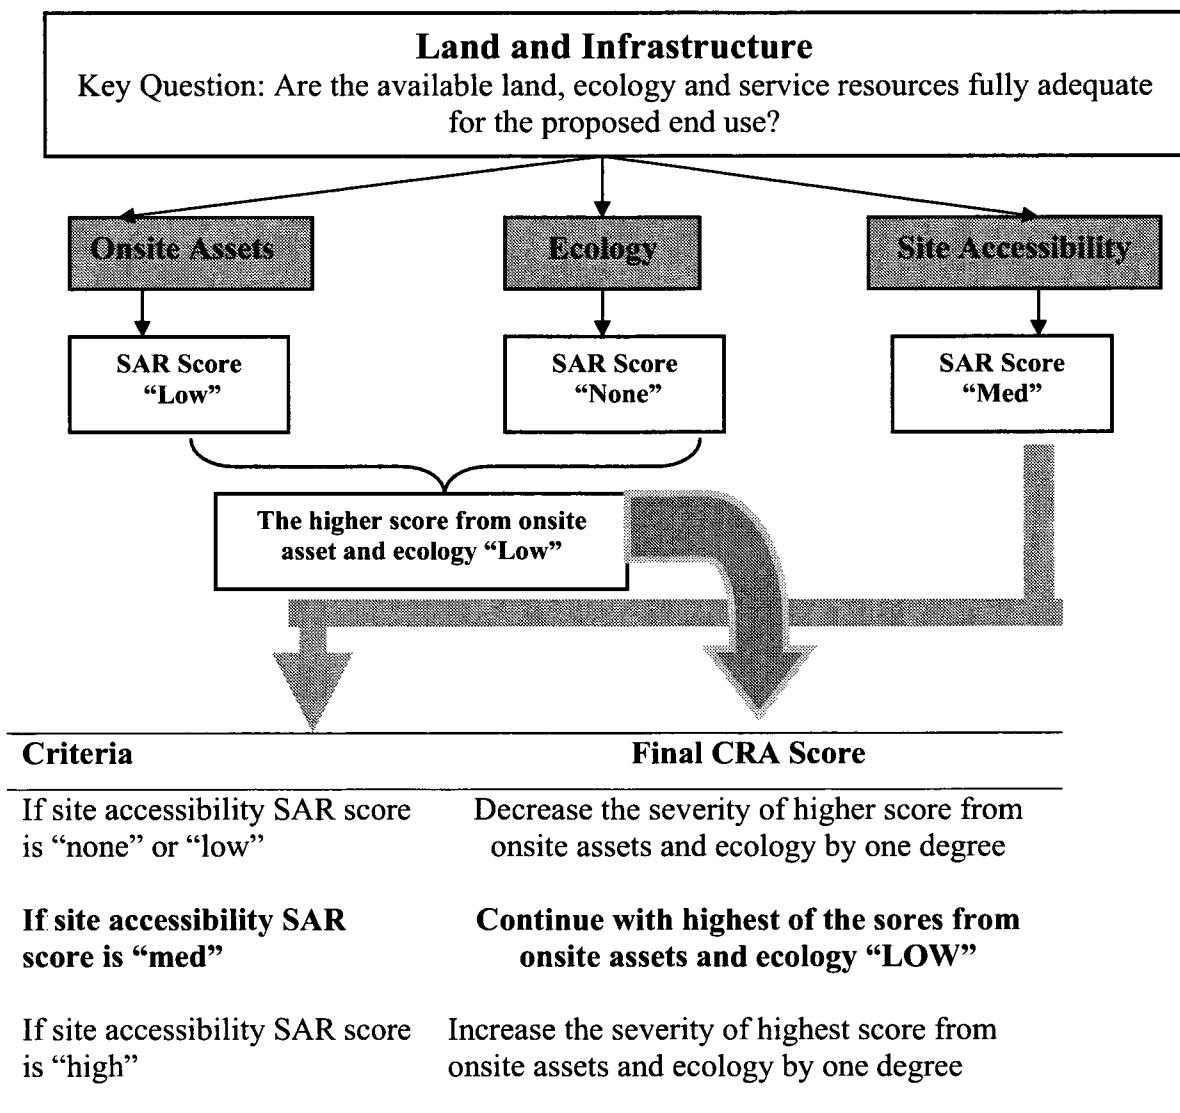 Land and Infrastructure
Key Question: Are the available land, ecology and service resources fully adequate
for the proposed end use?
Onsite Assets
Ecology
Site Accessibility
SAR Score
“Low”
SAR Score
“None”
SAR Score
“Med”
The higher score from onsite
asset and ecology “Low”
Criteria
Final CRA Score
If site accessibility SAR score
is “none” or “low”
Decrease the severity of higher score from
onsite assets and ecology by one degree
If site accessibility SAR
score is “med”
Continue with highest of the sores from
onsite assets and ecology “LOW”
If site accessibility SAR score
is “high”
Increase the severity of highest score from
onsite assets and ecology by one degree